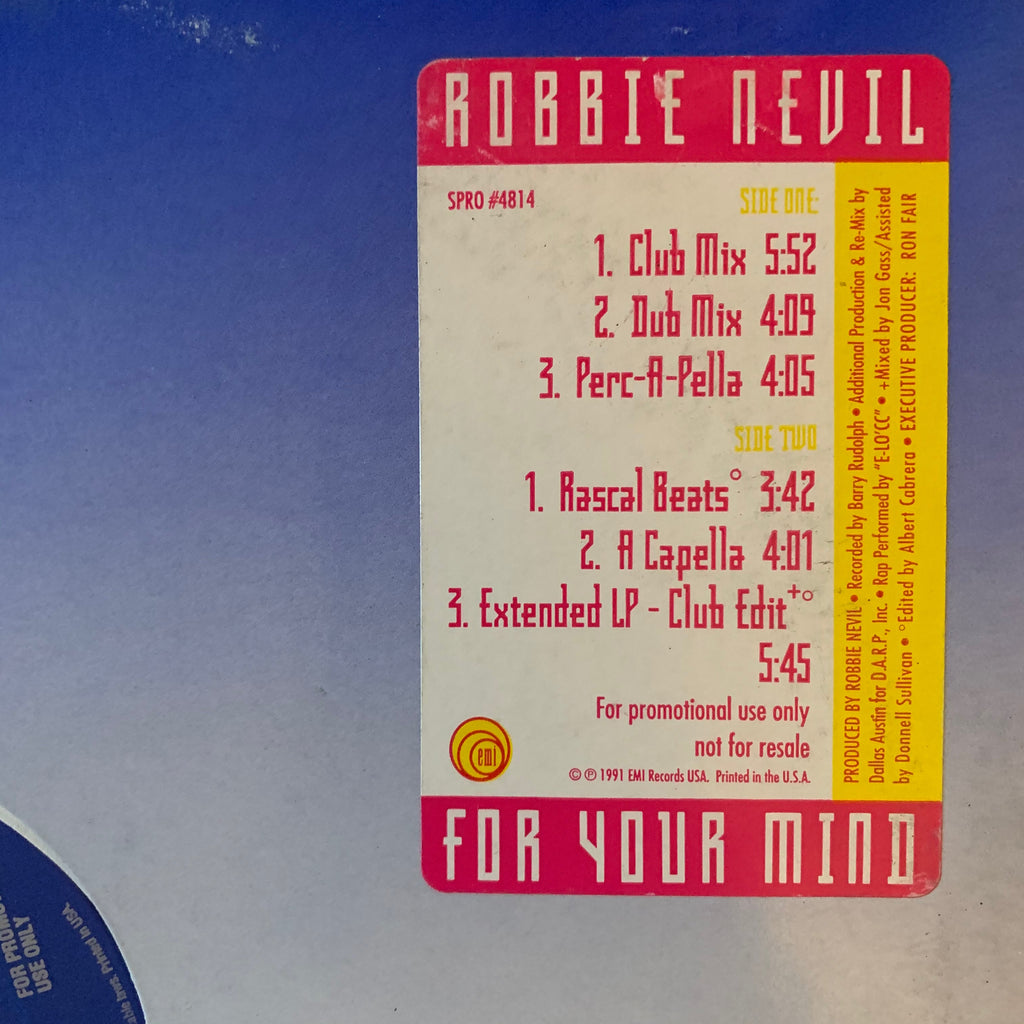 ROBBIE NEVIL
SPRO #4814
SIDE ONE:
1. Club Mix 5:52
2. Dub Mix 4:09
3. Perc-A-Pella 4:05
SIDE TWO
1. Rascal Beats° 3:42
2. A Capella 4:01
3. Extended LP - Club Edit+°
5:45
For promotional use only
not for resale
emi
© ℗ 1991 EMI Records USA. Printed in the U.S.A.
PRODUCED BY ROBBIE NEVIL • Recorded by Barry Rudolph • Additional Production & Re-Mix by
Dallas Austin for D.A.R.P., Inc. • Rap Performed by "E-LO'CC" • +Mixed by Jon Gass/Assisted
by Donnell Sullivan • °Edited by Albert Cabrera • EXECUTIVE PRODUCER: RON FAIR
FOR YOUR MIND
FOR PROMO
USE ONLY
Printed in USA.